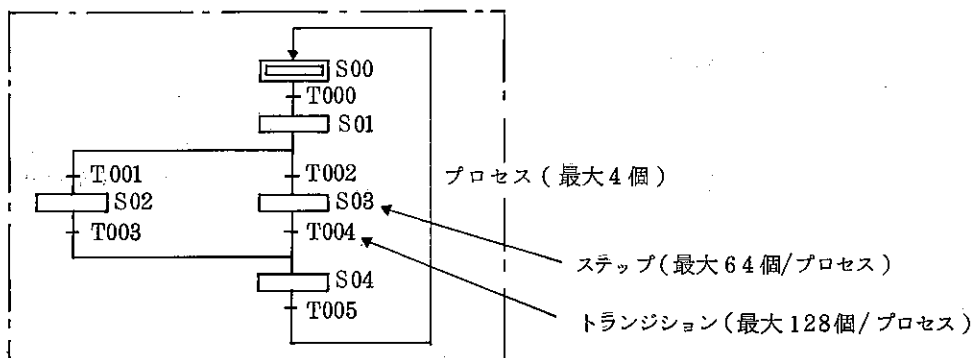 S00
T000
S01
T001
T002
プロセス(最大4個)
S02
S03
T003
T004
ステップ(最大64個/プロセス)
S04
T005
トランジション(最大128個/プロセス)